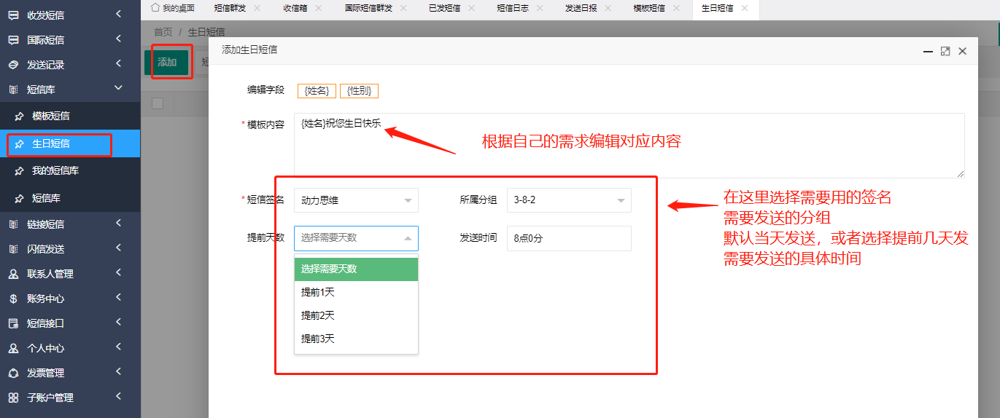 收发短信
国际短信
发送记录
短信库
模板短信
生日短信
我的短信库
短信库
链接短信
闪信发送
联系人管理
账务中心
短信接口
个人中心
发票管理
子账户管理
我的桌面 短信群发 收信箱 国际短信群发 已发短信 短信日志 发送日报 模板短信 生日短信
首页 / 生日短信
添加 短
添加生日短信
编辑字段 {姓名} {性别}
* 模板内容 {姓名}祝您生日快乐
根据自己的需求编辑对应内容
* 短信签名 动力思维 所属分组 3-8-2
提前天数 选择需要天数 发送时间 8点0分
选择需要天数
提前1天
提前2天
提前3天
在这里选择需要用的签名
需要发送的分组
默认当天发送，或者选择提前几天发
需要发送的具体时间